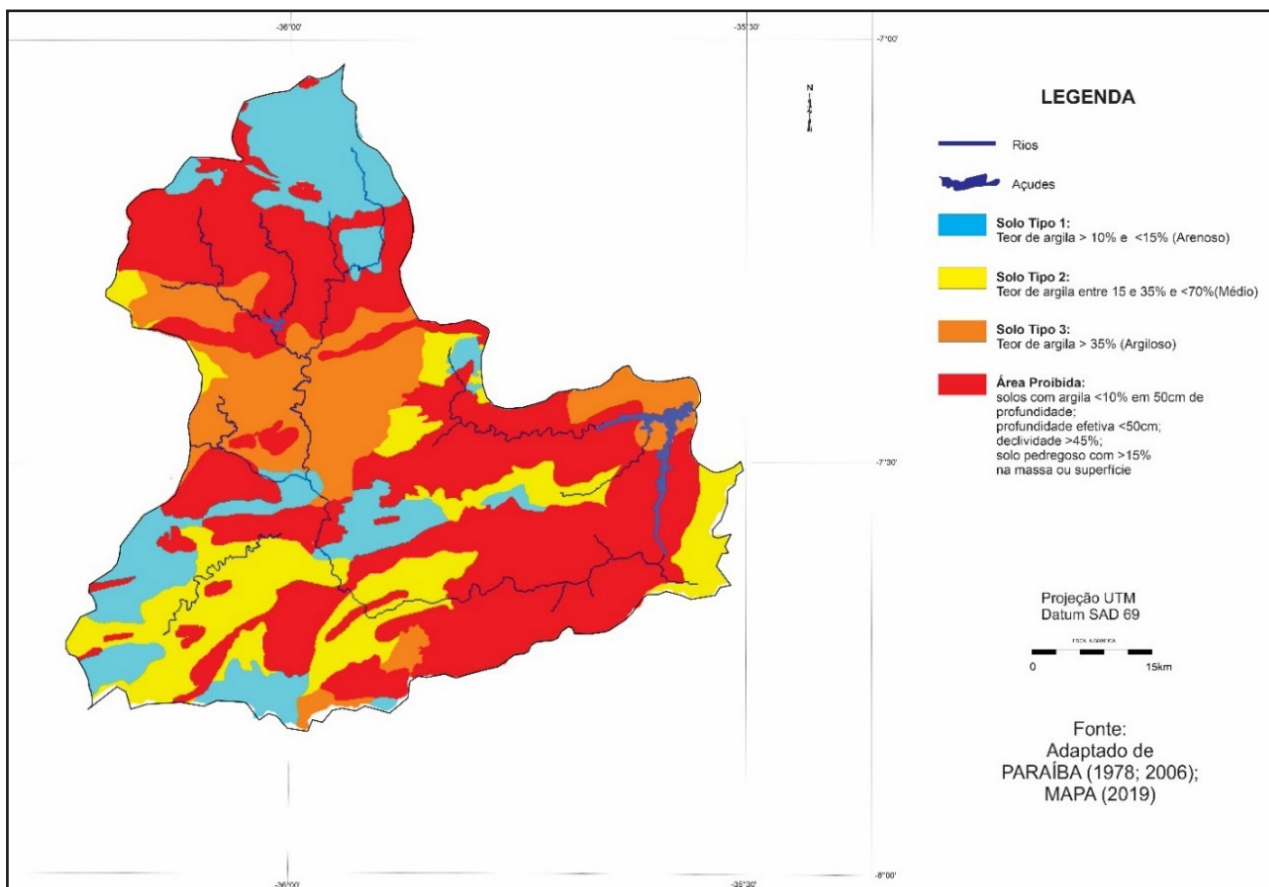 -36°00'
-35°30'
-7°00'
N
LEGENDA
Rios
Açudes
Solo Tipo 1:
Teor de argila > 10% e <15% (Arenoso)
Solo Tipo 2:
Teor de argila entre 15 e 35% e <70%(Médio)
Solo Tipo 3:
Teor de argila > 35% (Argiloso)
Área Proibida:
solos com argila <10% em 50cm de
profundidade;
profundidade efetiva <50cm;
declividade >45%;
solo pedregoso com >15%
na massa ou superfície
-7°30'
Projeção UTM
Datum SAD 69
0 15km
Fonte:
Adaptado de
PARAÍBA (1978; 2006);
MAPA (2019)
-36°00'
-35°30'
-8°00'